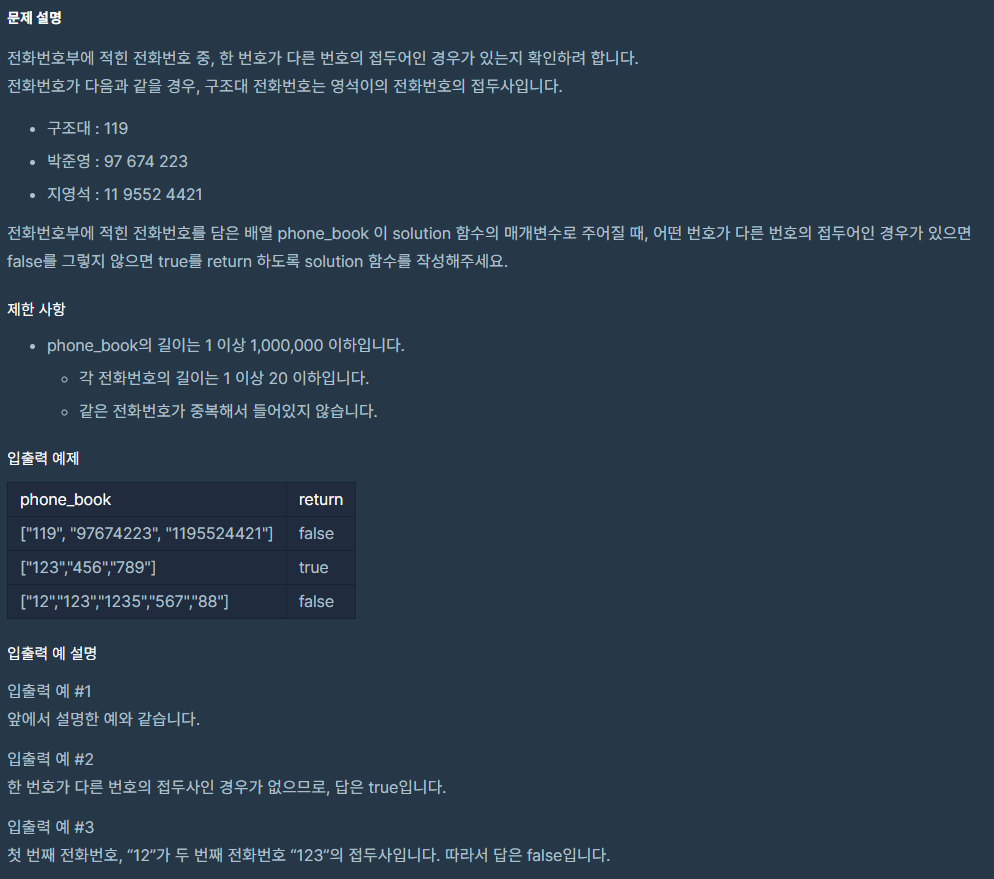 문제 설명
전화번호부에 적힌 전화번호 중, 한 번호가 다른 번호의 접두어인 경우가 있는지 확인하려 합니다.
전화번호가 다음과 같을 경우, 구조대 전화번호는 영석이의 전화번호의 접두사입니다.
• 구조대 : 119
• 박준영 : 97 674 223
• 지영석 : 11 9552 4421
전화번호부에 적힌 전화번호를 담은 배열 phone_book 이 solution 함수의 매개변수로 주어질 때, 어떤 번호가 다른 번호의 접두어인 경우가 있으면
false를 그렇지 않으면 true를 return 하도록 solution 함수를 작성해주세요.
제한 사항
• phone_book의 길이는 1 이상 1,000,000 이하입니다.
◦ 각 전화번호의 길이는 1 이상 20 이하입니다.
◦ 같은 전화번호가 중복해서 들어있지 않습니다.
입출력 예제
phone_book return
["119", "97674223", "1195524421"] false
["123","456","789"] true
["12","123","1235","567","88"] false
입출력 예 설명
입출력 예 #1
앞에서 설명한 예와 같습니다.
입출력 예 #2
한 번호가 다른 번호의 접두사인 경우가 없으므로, 답은 true입니다.
입출력 예 #3
첫 번째 전화번호, “12”가 두 번째 전화번호 “123”의 접두사입니다. 따라서 답은 false입니다.